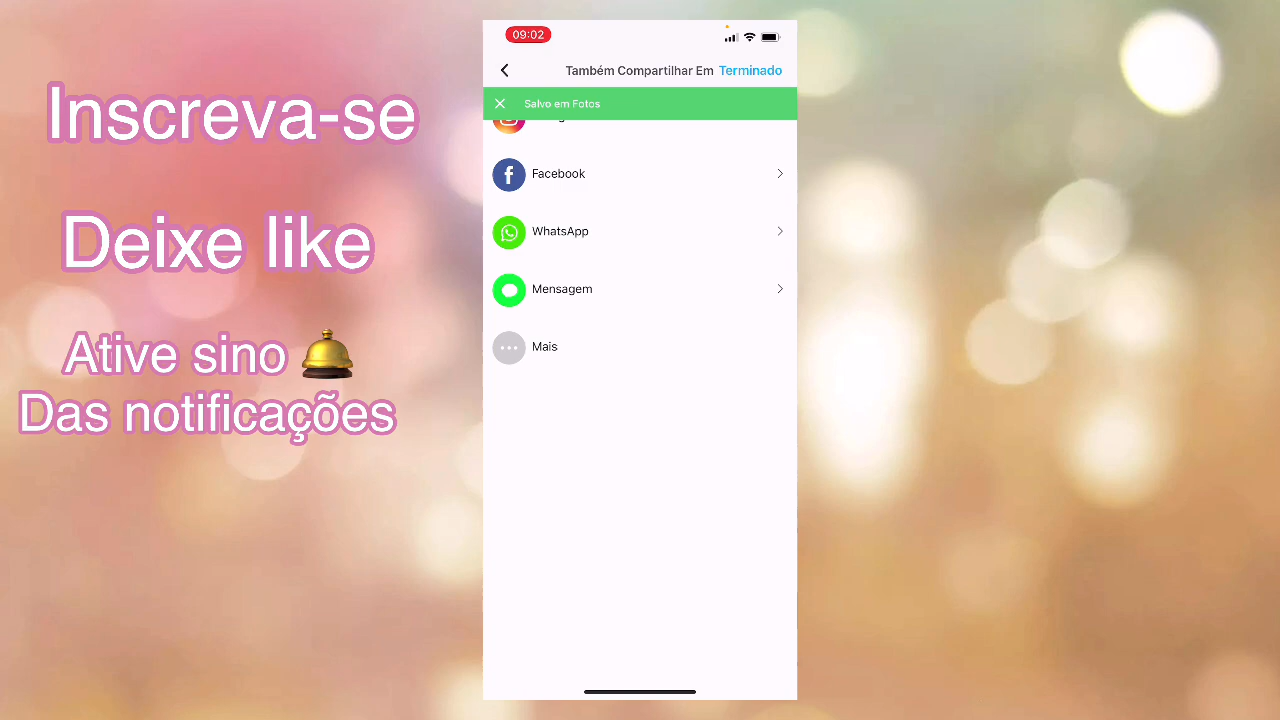 Inscreva-se
Deixe like
Ative sino
Das notificações
09:02
Também Compartilhar Em Terminado
Salvo em Fotos
Facebook
WhatsApp
Mensagem
Mais